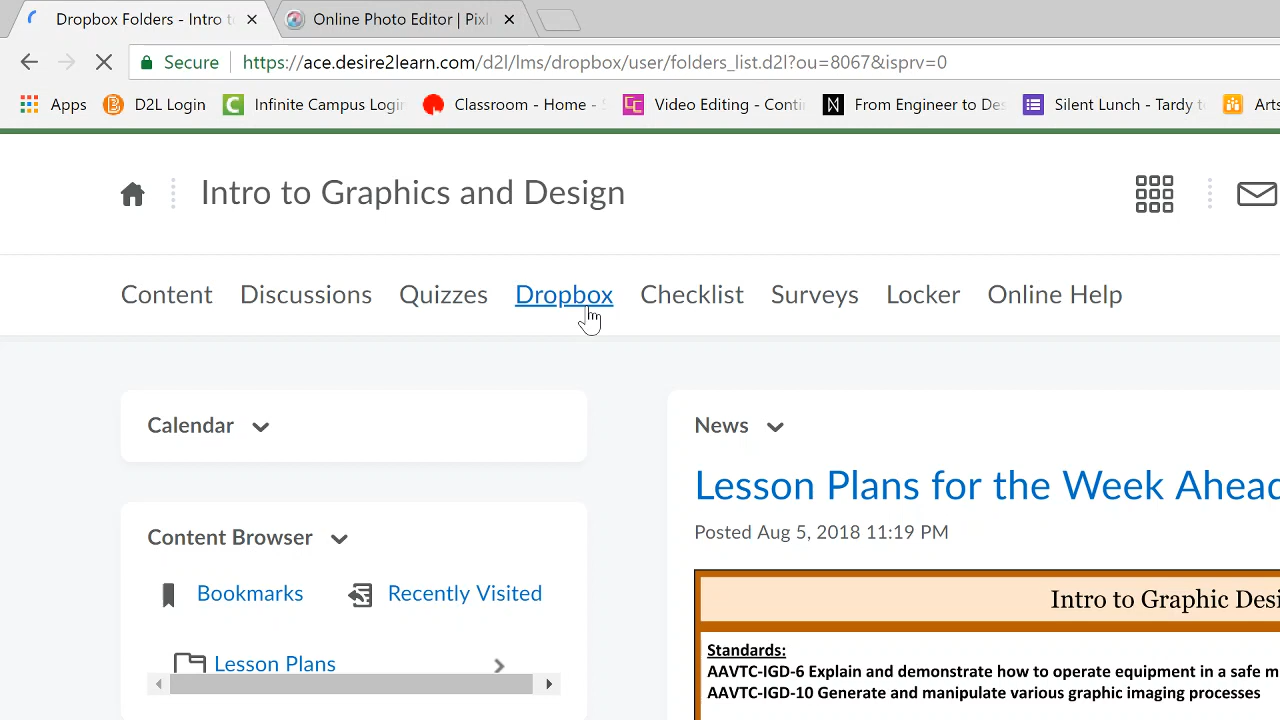 Dropbox Folders - Intro t
Online Photo Editor | Pixl
Secure
https://ace.desire2learn.com/d2l/lms/dropbox/user/folders_list.d2l?ou=8067&isprv=0
Apps
D2L Login
Infinite Campus Login
Classroom - Home -
Video Editing - Conti
From Engineer to Des
Silent Lunch - Tardy t
Arts
Intro to Graphics and Design
Content Discussions Quizzes Dropbox Checklist Surveys Locker Online Help
Calendar
Content Browser
Bookmarks
Recently Visited
Lesson Plans
News
Lesson Plans for the Week Ahead
Posted Aug 5, 2018 11:19 PM
Intro to Graphic Desi
Standards:
AAVTC-IGD-6 Explain and demonstrate how to operate equipment in a safe m
AAVTC-IGD-10 Generate and manipulate various graphic imaging processes